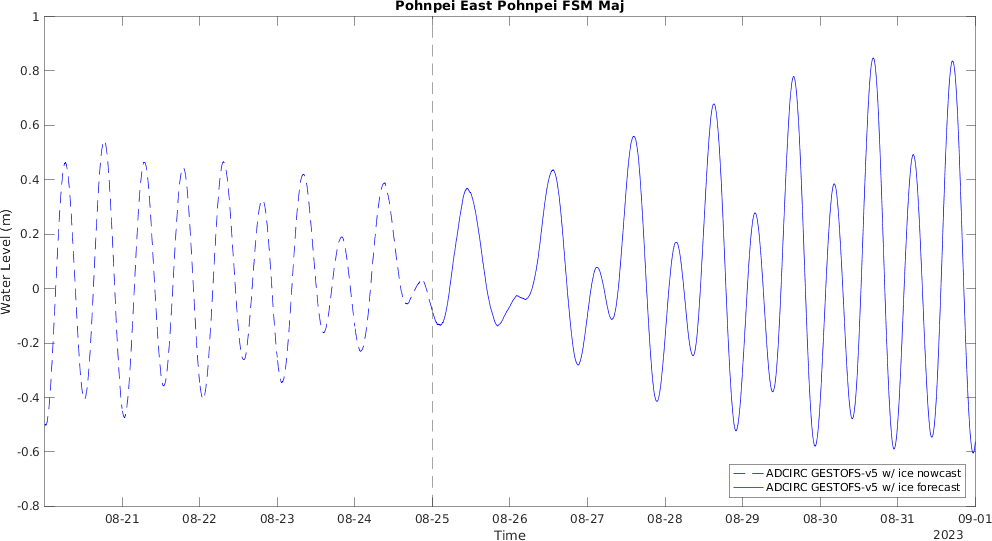 Pohnpei East Pohnpei FSM Maj
Water Level (m)
1
0.8
0.6
0.4
0.2
0
-0.2
-0.4
-0.6
-0.8
ADCIRC GESTOFS-v5 w/ ice nowcast
ADCIRC GESTOFS-v5 w/ ice forecast
08-21 08-22 08-23 08-24 08-25 08-26 08-27 08-28 08-29 08-30 08-31 09-01
Time
2023